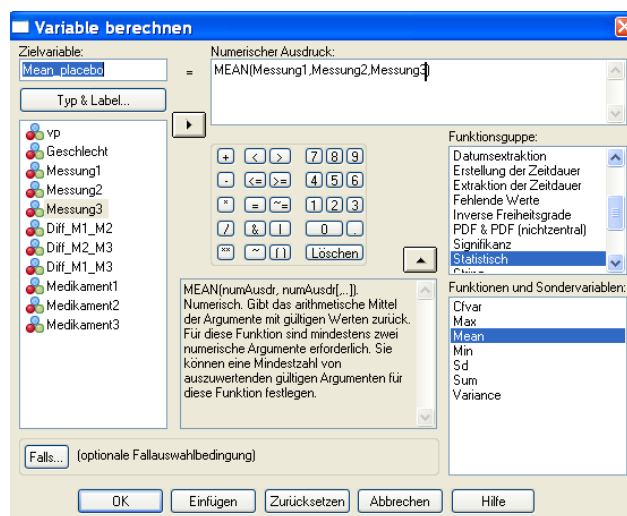 Variable berechnen
Zielvariable:
Numerischer Ausdruck:
Mean_placebo
=
MEAN(Messung1,Messung2,Messung3)
Typ & Label...
vp
Geschlecht
Messung1
Messung2
Messung3
Diff_M1_M2
Diff_M2_M3
Diff_M1_M3
Medikament1
Medikament2
Medikament3
+ < > 7 8 9
- <= >= 4 5 6
* = ~= 1 2 3
/ & | 0 .
** ~ () Löschen
Funktionsgruppe:
Datumsextraktion
Erstellung der Zeitdauer
Extraktion der Zeitdauer
Fehlende Werte
Inverse Freiheitsgrade
PDF & PDF (nichtzentral)
Signifikanz
Statistisch
String
MEAN(numAusdr, numAusdr[,...]).
Numerisch. Gibt das arithmetische Mittel
der Argumente mit gültigen Werten zurück.
Für diese Funktion sind mindestens zwei
numerische Argumente erforderlich. Sie
können eine Mindestzahl von
auszuwertenden gültigen Argumenten für
diese Funktion festlegen.
Funktionen und Sondervariablen:
Cfvar
Max
Mean
Min
Sd
Sum
Variance
Falls... (optionale Fallauswahlbedingung)
OK Einfügen Zurücksetzen Abbrechen Hilfe